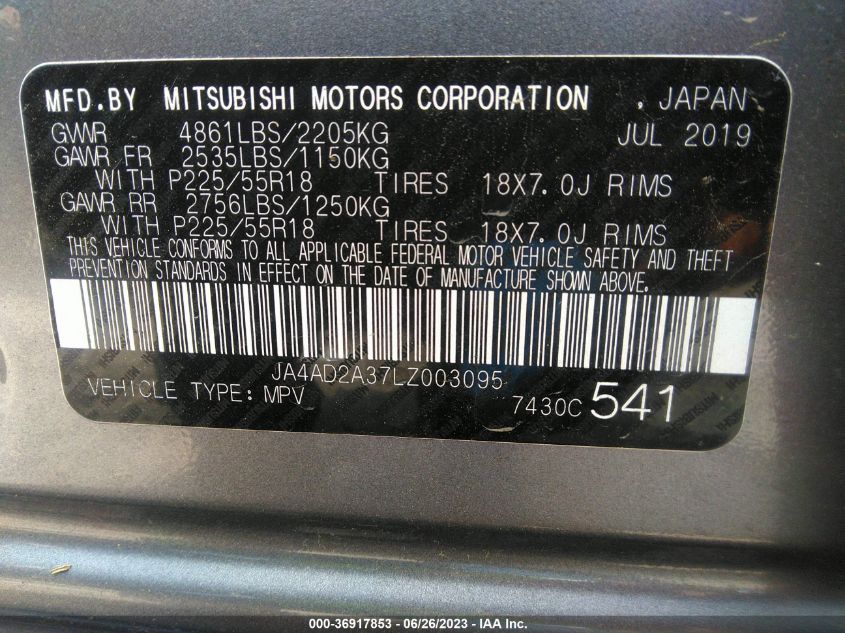 MFD.BY MITSUBISHI MOTORS CORPORATION , JAPAN
GVWR 4861LBS/2205KG JUL 2019
GAWR FR 2535LBS/1150KG
WITH P225/55R18 TIRES 18X7.0J RIMS
GAWR RR 2756LBS/1250KG
WITH P225/55R18 TIRES 18X7.0J RIMS
THIS VEHICLE CONFORMS TO ALL APPLICABLE FEDERAL MOTOR VEHICLE SAFETY AND THEFT
PREVENTION STANDARDS IN EFFECT ON THE DATE OF MANUFACTURE SHOWN ABOVE.
JA4AD2A37LZ003095
VEHICLE TYPE: MPV 7430C 541
000-36917853 - 06/26/2023 - IAA Inc.